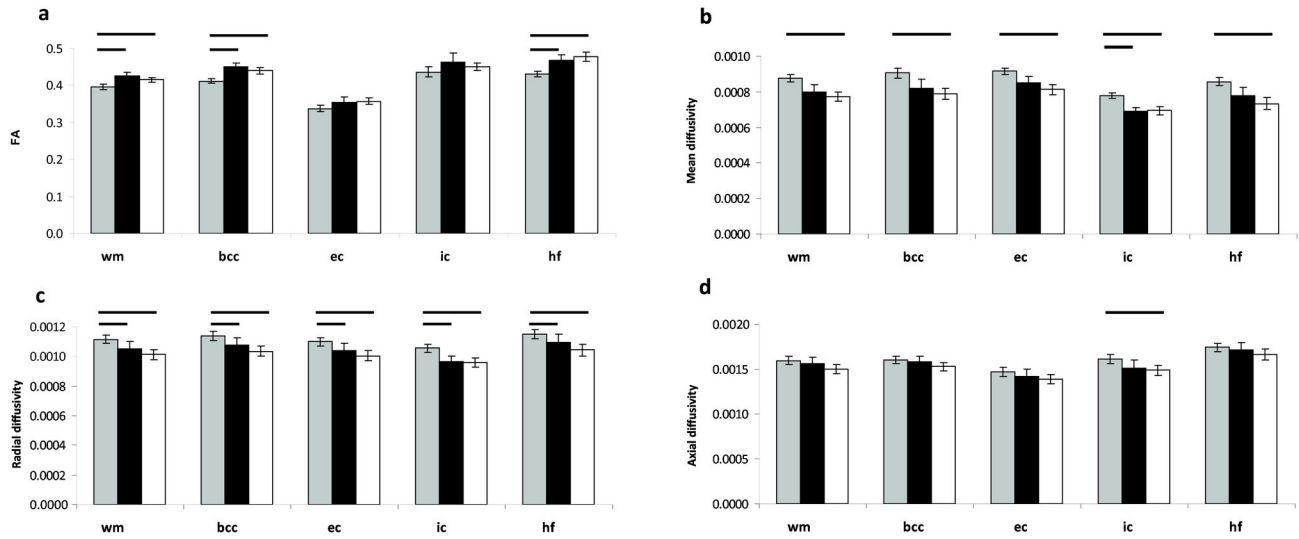 a
FA
0.5
0.4
0.3
0.2
0.1
0.0
wm bcc ec ic hf
b
Mean diffusivity
0.0010
0.0008
0.0006
0.0004
0.0002
0.0000
wm bcc ec ic hf
c
Radial diffusivity
0.0012
0.0010
0.0008
0.0006
0.0004
0.0002
0.0000
wm bcc ec ic hf
d
Axial diffusivity
0.0020
0.0015
0.0010
0.0005
0.0000
wm bcc ec ic hf